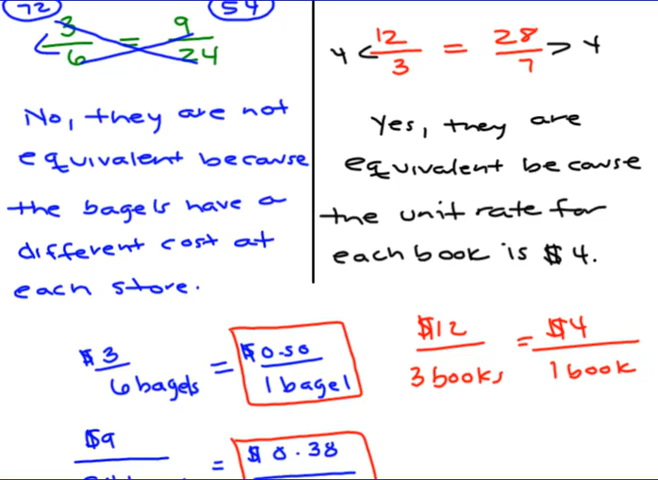 72 54
3/6 = 9/24
No, they are not
equivalent because
the bagels have a
different cost at
each store.
$3/6 bagels = $0.50/1 bagel
$9/ = $0.38/
4 < 12/3 = 28/7 > 4
Yes, they are
equivalent because
the unit rate for
each book is $4.
$12/3 books = $4/1 book